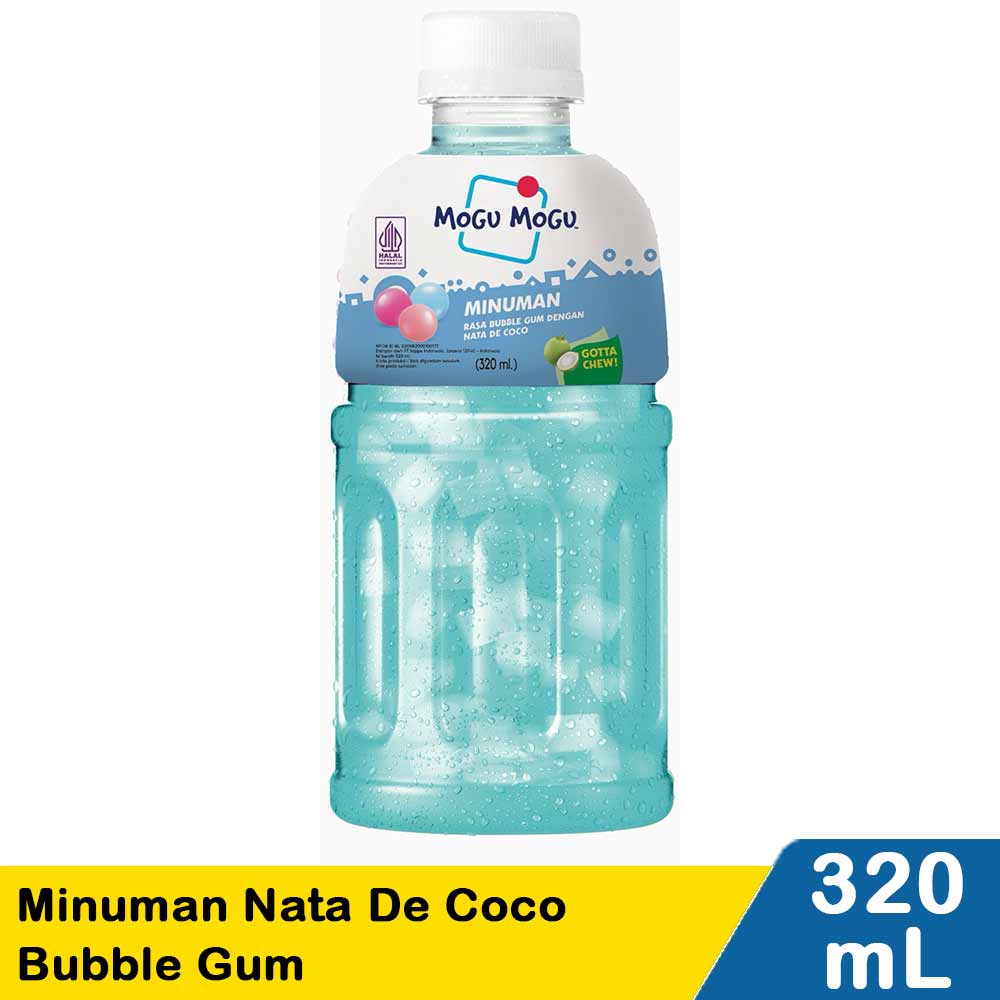 MOGU MOGU
HALAL
INDONESIA
MINUMAN
RASA BUBBLE GUM DENGAN
NATA DE COCO
(320 ml.)
GOTTA
CHEW!
Minuman Nata De Coco
Bubble Gum
320
mL